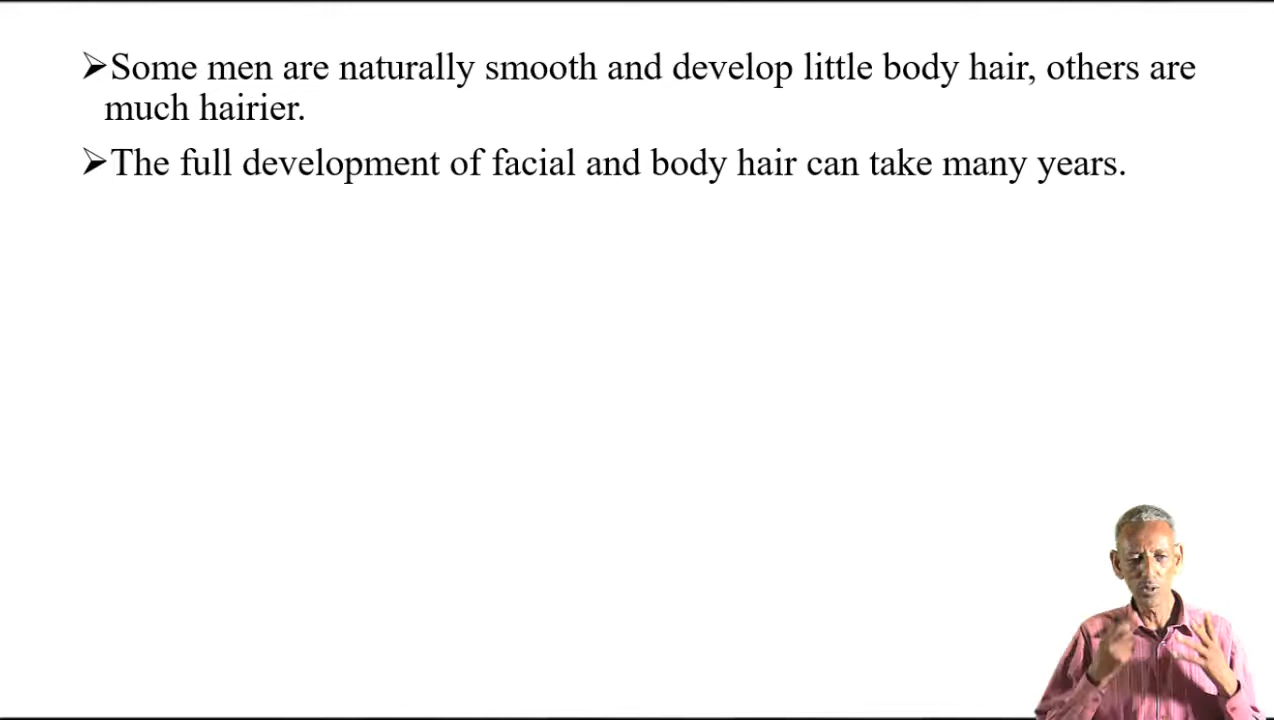 ➢Some men are naturally smooth and develop little body hair, others are
much hairier.
➢The full development of facial and body hair can take many years.